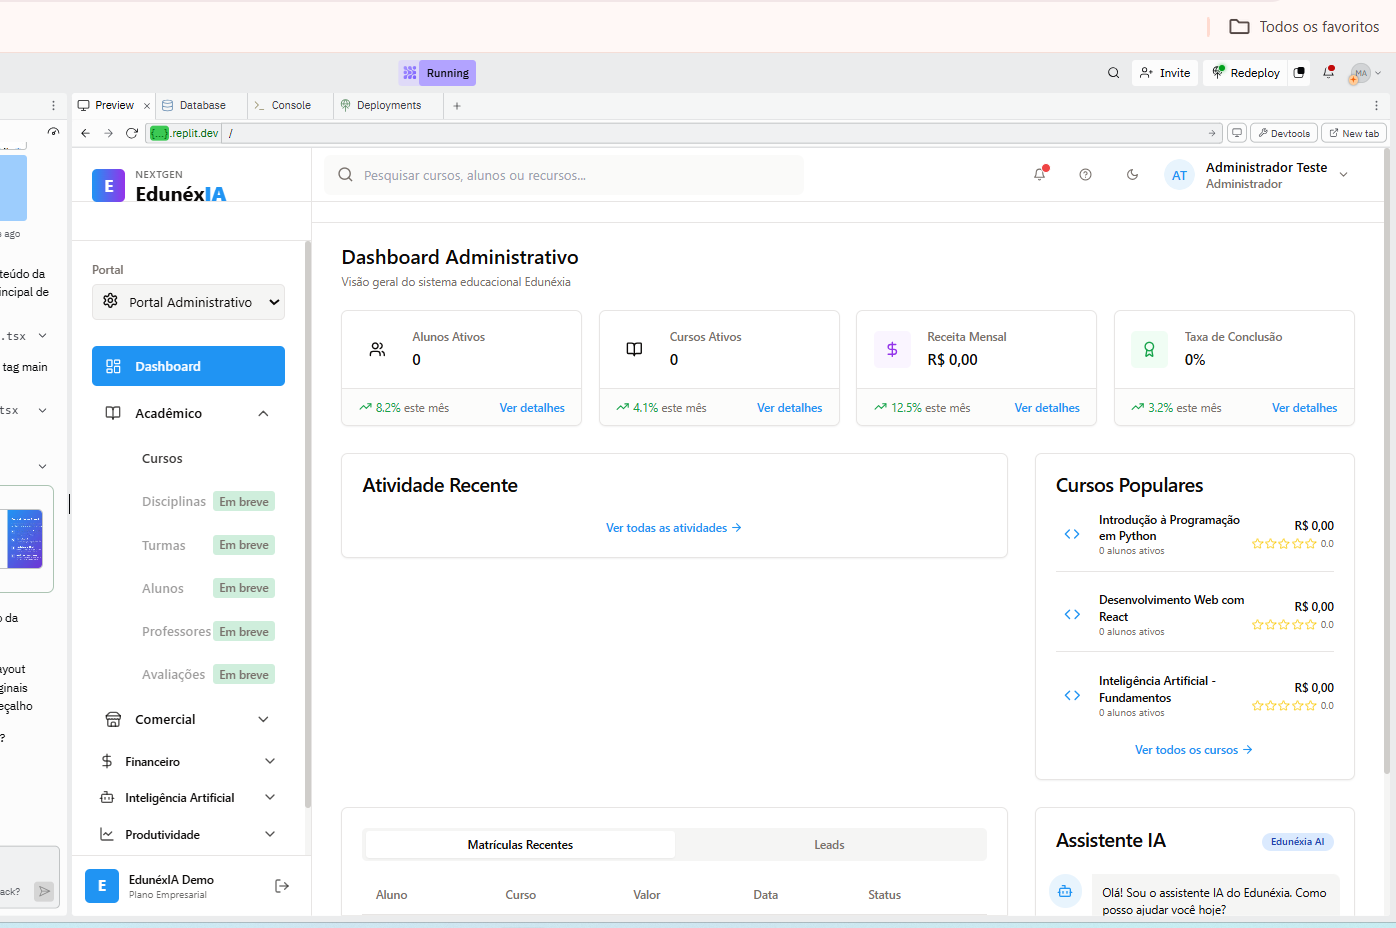 Todos os favoritos
Running
Invite
Redeploy
MA
Preview
Database
Console
Deployments
{...}.replit.dev
/
Devtools
New tab
s ago
teúdo da
incipal de
.tsx
tag main
tsx
o da
ayout
ginais
eçalho
?
ack?
E
NEXTGEN
EdunéxIA
Pesquisar cursos, alunos ou recursos...
AT
Administrador Teste
Administrador
Portal
Portal Administrativo
Dashboard
Acadêmico
Cursos
Disciplinas Em breve
Turmas Em breve
Alunos Em breve
Professores Em breve
Avaliações Em breve
Comercial
Financeiro
Inteligência Artificial
Produtividade
E
EdunéxIA Demo
Plano Empresarial
Dashboard Administrativo
Visão geral do sistema educacional Edunéxia
Alunos Ativos
0
8.2% este mês
Ver detalhes
Cursos Ativos
0
4.1% este mês
Ver detalhes
Receita Mensal
R$ 0,00
12.5% este mês
Ver detalhes
Taxa de Conclusão
0%
3.2% este mês
Ver detalhes
Atividade Recente
Ver todas as atividades →
Cursos Populares
Introdução à Programação
em Python
0 alunos ativos
R$ 0,00
0.0
Desenvolvimento Web com
React
0 alunos ativos
R$ 0,00
0.0
Inteligência Artificial -
Fundamentos
0 alunos ativos
R$ 0,00
0.0
Ver todos os cursos →
Matrículas Recentes
Leads
Aluno
Curso
Valor
Data
Status
Assistente IA
Edunéxia AI
Olá! Sou o assistente IA do Edunéxia. Como
posso ajudar você hoje?